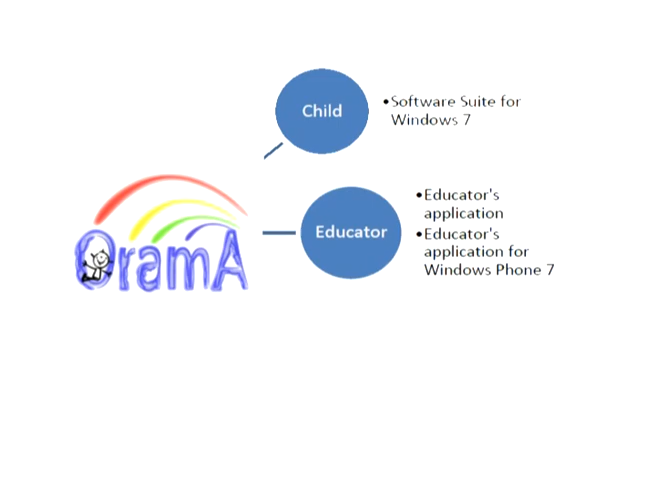 Child
•Software Suite for
Windows 7
OramA
Educator
•Educator's
application
•Educator's
application for
Windows Phone 7